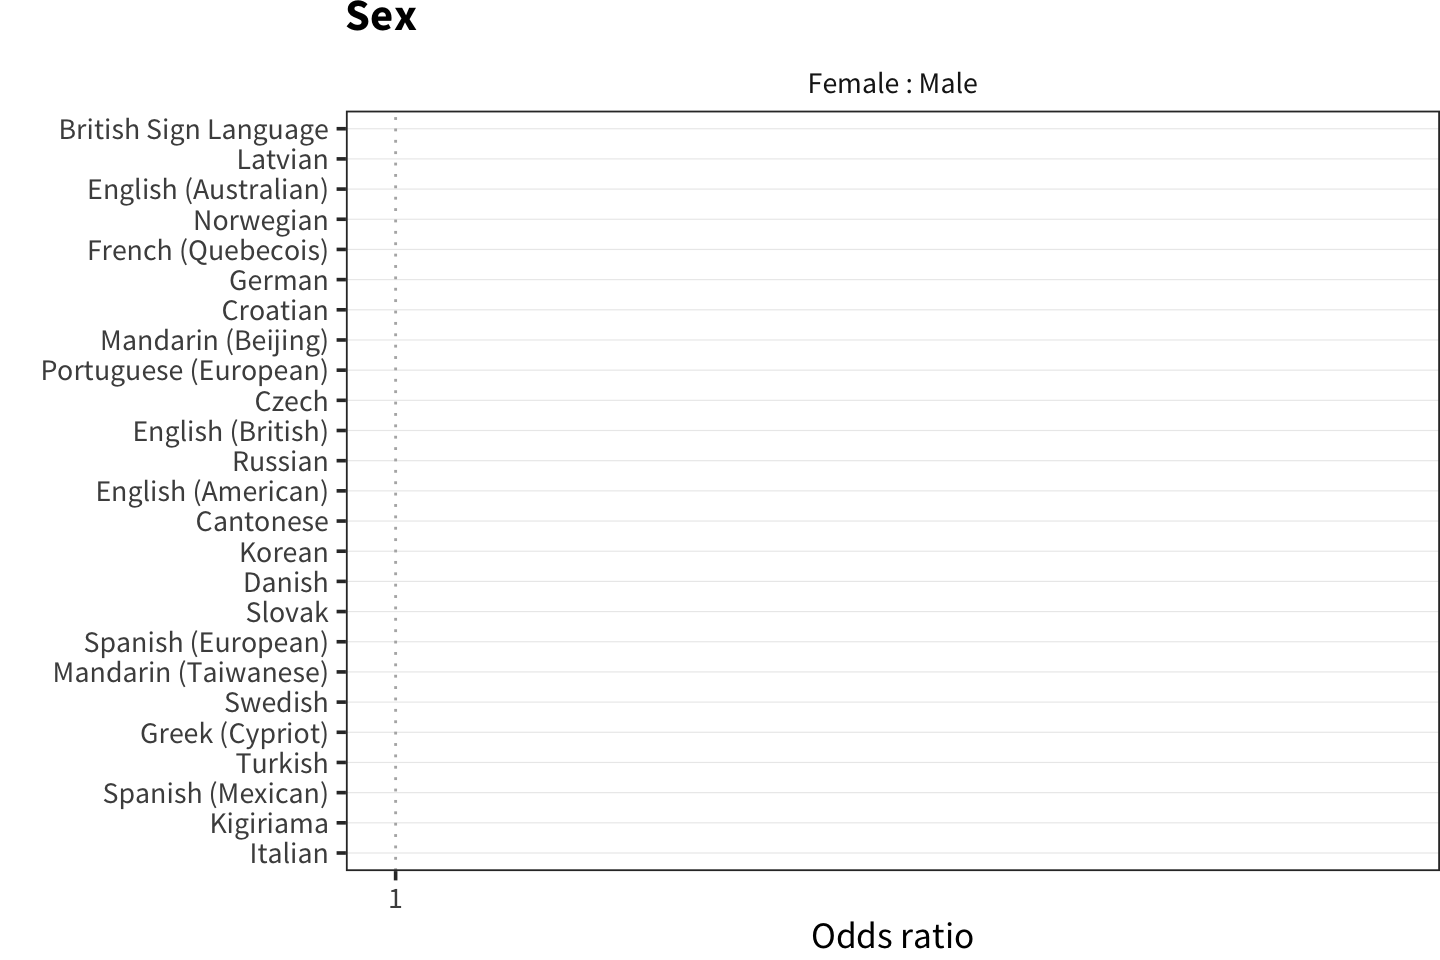 Sex
Female : Male
British Sign Language
Latvian
English (Australian)
Norwegian
French (Quebecois)
German
Croatian
Mandarin (Beijing)
Portuguese (European)
Czech
English (British)
Russian
English (American)
Cantonese
Korean
Danish
Slovak
Spanish (European)
Mandarin (Taiwanese)
Swedish
Greek (Cypriot)
Turkish
Spanish (Mexican)
Kigiriama
Italian
1
Odds ratio